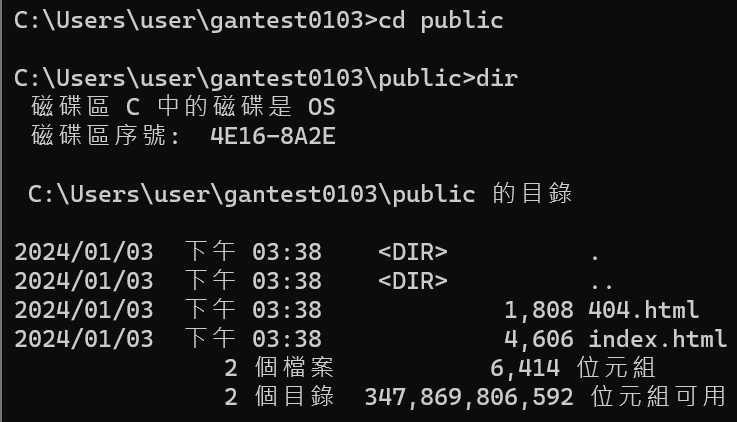 C:\Users\user\gantest0103>cd public
C:\Users\user\gantest0103\public>dir
磁碟區 C 中的磁碟是 OS
磁碟區序號:  4E16-8A2E
C:\Users\user\gantest0103\public 的目錄
2024/01/03  下午 03:38    <DIR>          .
2024/01/03  下午 03:38    <DIR>          ..
2024/01/03  下午 03:38             1,808 404.html
2024/01/03  下午 03:38             4,606 index.html
2 個檔案           6,414 位元組
2 個目錄  347,869,806,592 位元組可用